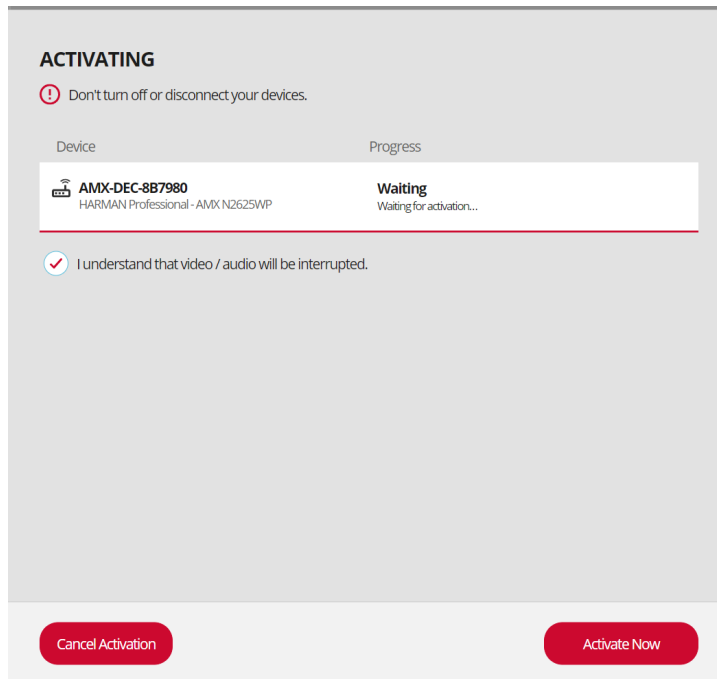 ACTIVATING
Don't turn off or disconnect your devices.
Device Progress
AMX-DEC-8B7980 Waiting
HARMAN Professional - AMX N2625WP Waiting for activation...
I understand that video / audio will be interrupted.
Cancel Activation Activate Now